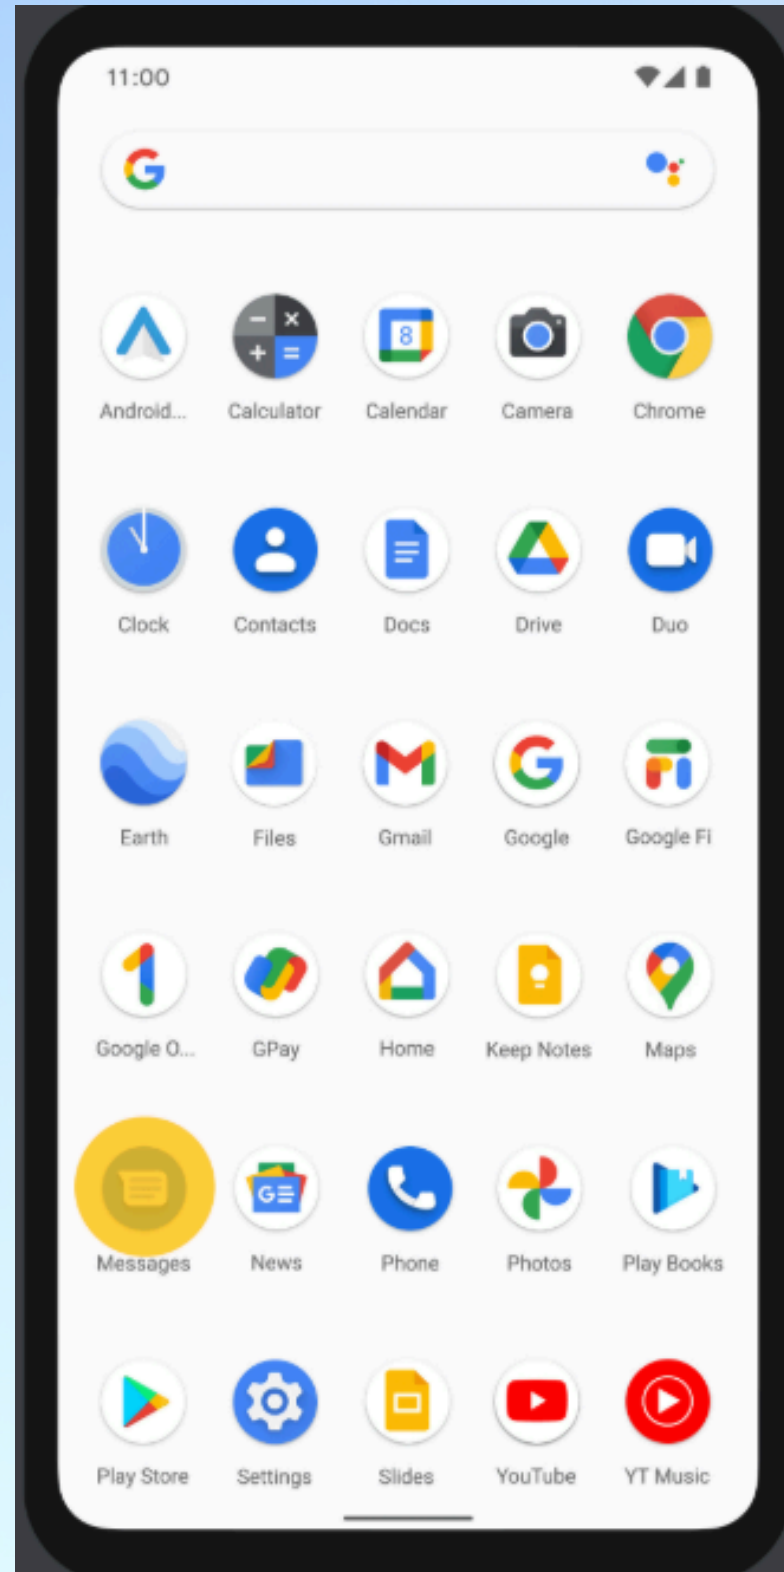 11:00
Android... Calculator Calendar Camera Chrome
8
Clock Contacts Docs Drive Duo
Earth Files Gmail Google Google Fi
Google O... GPay Home Keep Notes Maps
Messages News Phone Photos Play Books
Play Store Settings Slides YouTube YT Music